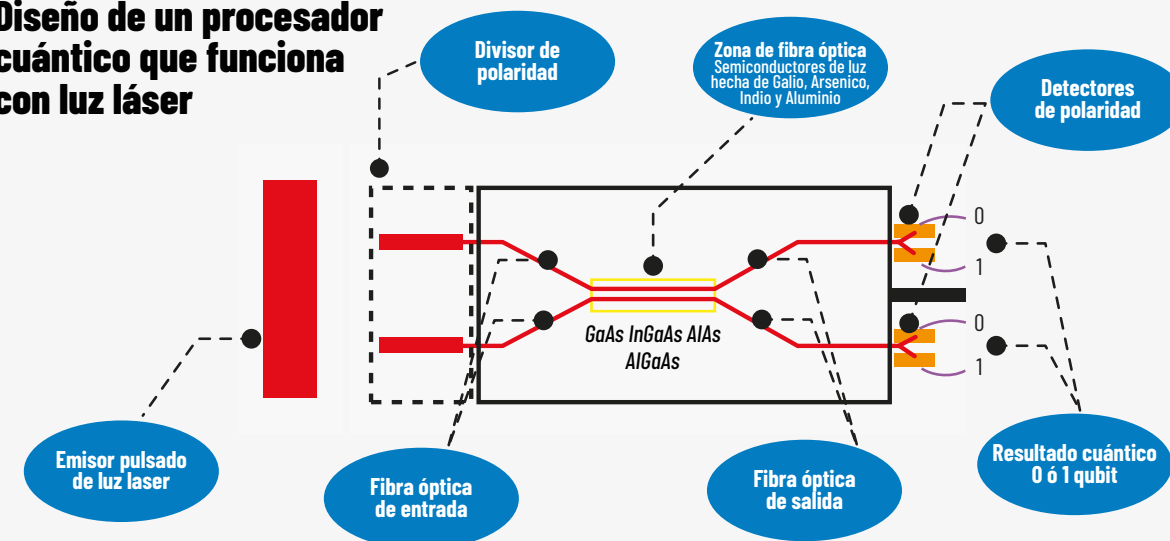 Diseño de un procesador
cuántico que funciona
con luz láser
Divisor de
polaridad
Zona de fibra óptica
Semiconductores de luz
hecha de Galio, Arsenico,
Indio y Aluminio
Detectores
de polaridad
0
1
0
1
GaAs InGaAs AlAs
AlGaAs
Emisor pulsado
de luz laser
Fibra óptica
de entrada
Fibra óptica
de salida
Resultado cuántico
0 ó 1 qubit